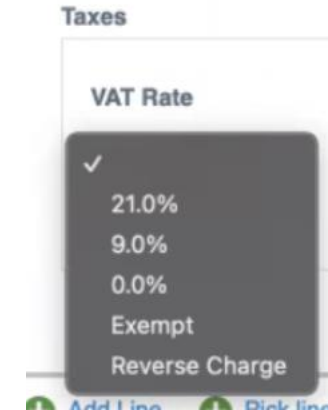 Taxes
VAT Rate
✓
21.0%
9.0%
0.0%
Exempt
Reverse Charge
Add Line Pick line